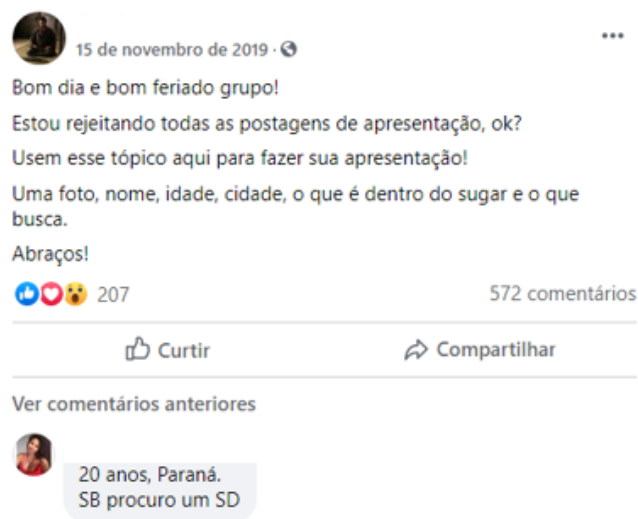 15 de novembro de 2019 ·
Bom dia e bom feriado grupo!
Estou rejeitando todas as postagens de apresentação, ok?
Usem esse tópico aqui para fazer sua apresentação!
Uma foto, nome, idade, cidade, o que é dentro do sugar e o que
busca.
Abraços!
207
572 comentários
Curtir
Compartilhar
Ver comentários anteriores
20 anos, Paraná.
SB procuro um SD